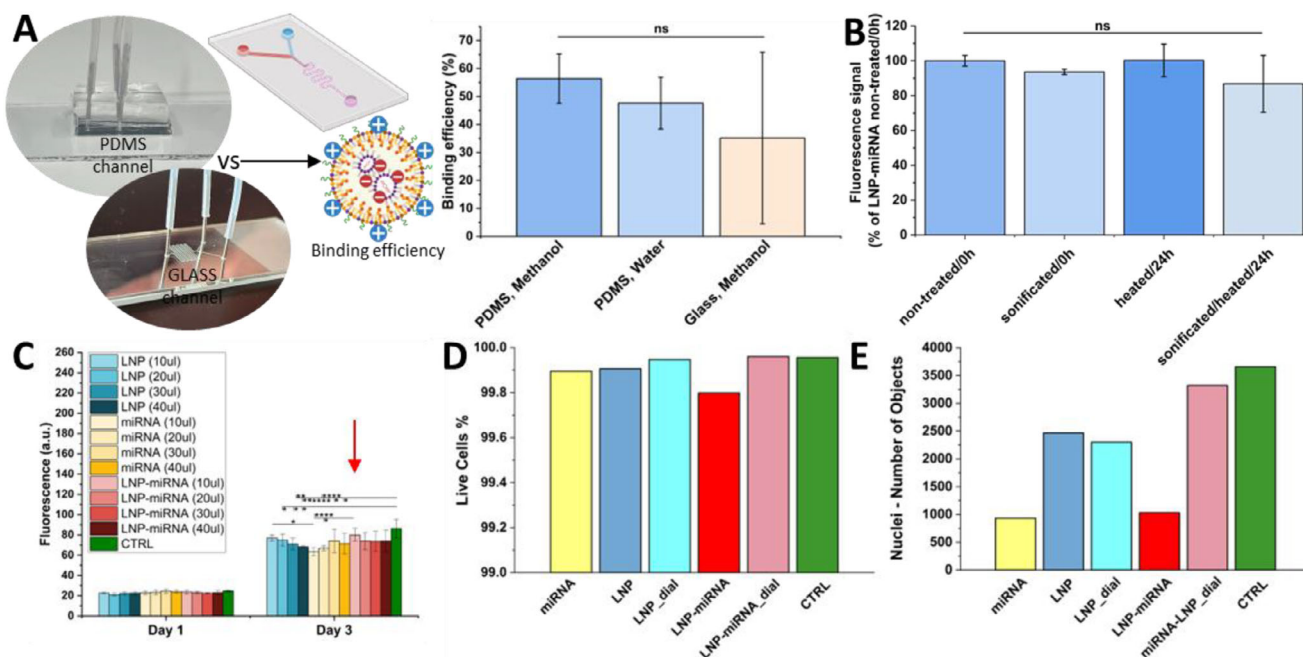 A
PDMS
channel
VS
GLASS
channel
Binding efficiency
Binding efficiency (%)
70
60
50
40
30
20
10
0
ns
PDMS, Methanol
PDMS, Water
Glass, Methanol
B
Fluorescence signal
(% of LNP-miRNA non-treated/0h)
120
100
80
60
40
20
0
ns
non-treated/0h
sonificated/0h
heated/24h
sonificated/heated/24h
C
Fluorescence (a.u.)
260
240
220
200
180
160
140
120
100
80
60
40
20
0
LNP (10ul)
LNP (20ul)
LNP (30ul)
LNP (40ul)
miRNA (10ul)
miRNA (20ul)
miRNA (30ul)
miRNA (40ul)
LNP-miRNA (10ul)
LNP-miRNA (20ul)
LNP-miRNA (30ul)
LNP-miRNA (40ul)
CTRL
Day 1
Day 3
D
Live Cells %
100.0
99.8
99.6
99.4
99.2
99.0
miRNA
LNP
LNP_dial
LNP-miRNA
LNP-miRNA_dial
CTRL
E
Nuclei - Number of Objects
4000
3500
3000
2500
2000
1500
1000
500
0
miRNA
LNP
LNP_dial
LNP-miRNA
miRNA-LNP_dial
CTRL